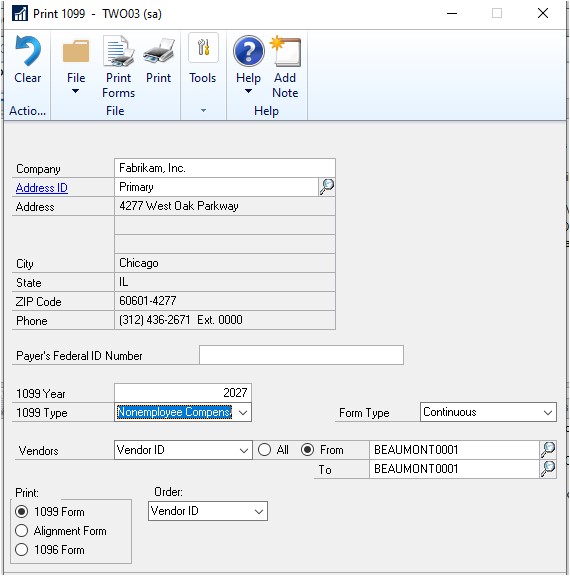 Print 1099 - TWO03 (sa)
Clear File Print Forms Print Tools Help Add Note
Actio... File Help
Company Fabrikam, Inc.
Address ID Primary
Address 4277 West Oak Parkway
City Chicago
State IL
ZIP Code 60601-4277
Phone (312) 436-2671 Ext. 0000
Payer's Federal ID Number
1099 Year 2027
1099 Type Nonemployee Compens Form Type Continuous
Vendors Vendor ID All From BEAUMONT0001
To BEAUMONT0001
Print: Order:
1099 Form Vendor ID
Alignment Form
1096 Form